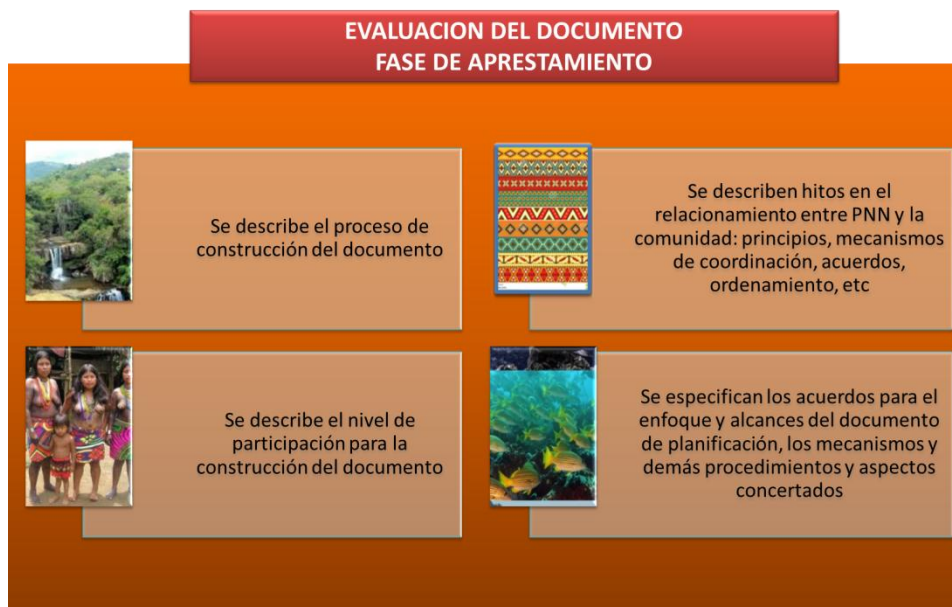 EVALUACION DEL DOCUMENTO
FASE DE APRESTAMIENTO
Se describe el proceso de
construcción del documento
Se describen hitos en el
relacionamiento entre PNN y la
comunidad: principios, mecanismos
de coordinación, acuerdos,
ordenamiento, etc
Se describe el nivel de
participación para la
construcción del documento
Se especifican los acuerdos para el
enfoque y alcances del documento
de planificación, los mecanismos y
demás procedimientos y aspectos
concertados